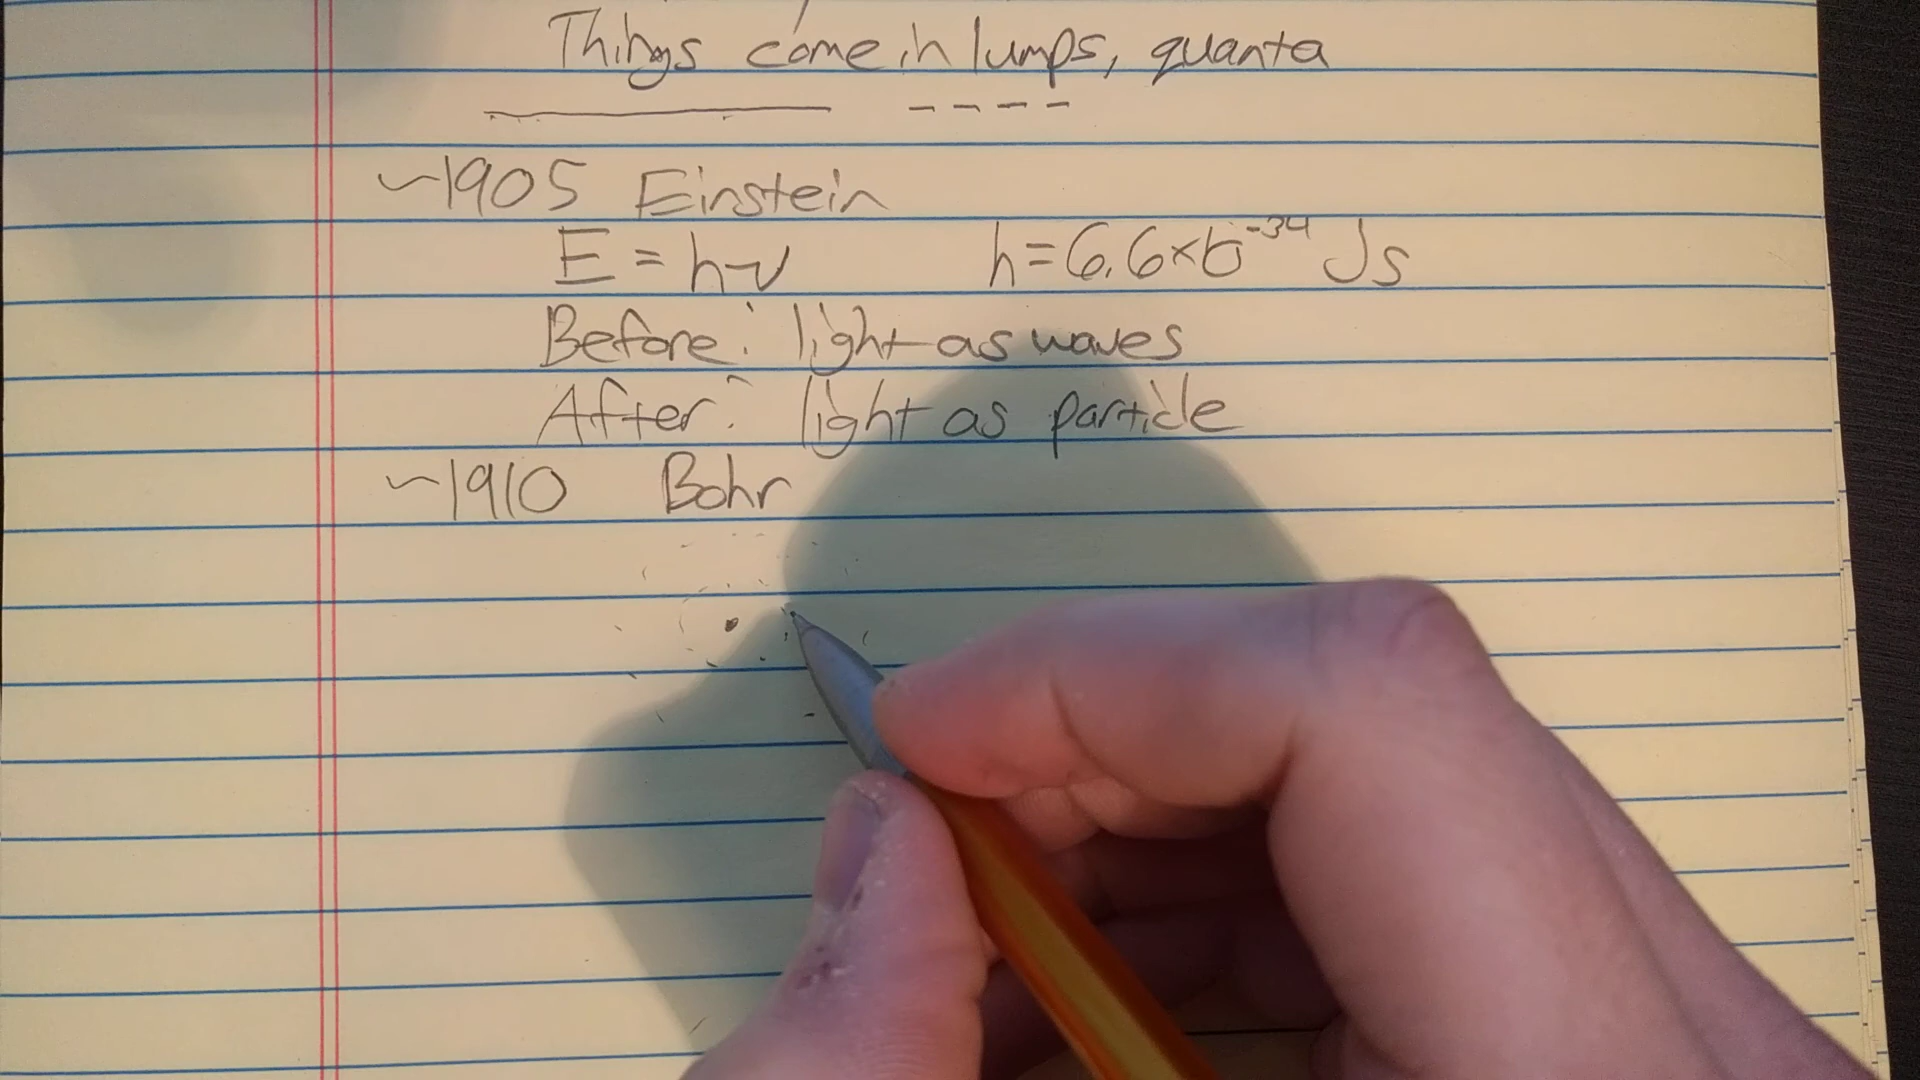 Things come in lumps, quanta
~1905 Einstein
E = hν h=6.6×10⁻³⁴ Js
Before: light as waves
After: light as particle
~1910 Bohr